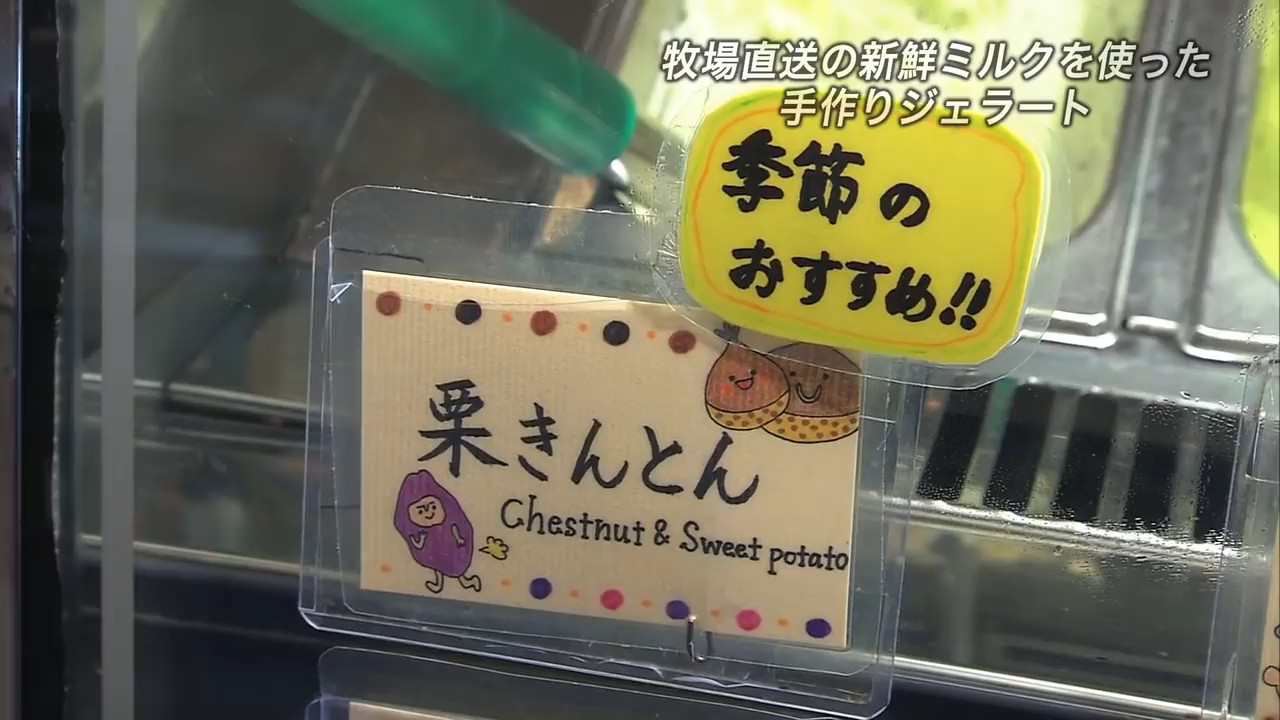 牧場直送の新鮮ミルクを使った
手作りジェラート
季節の
おすすめ!!
栗きんとん
Chestnut & Sweet potato